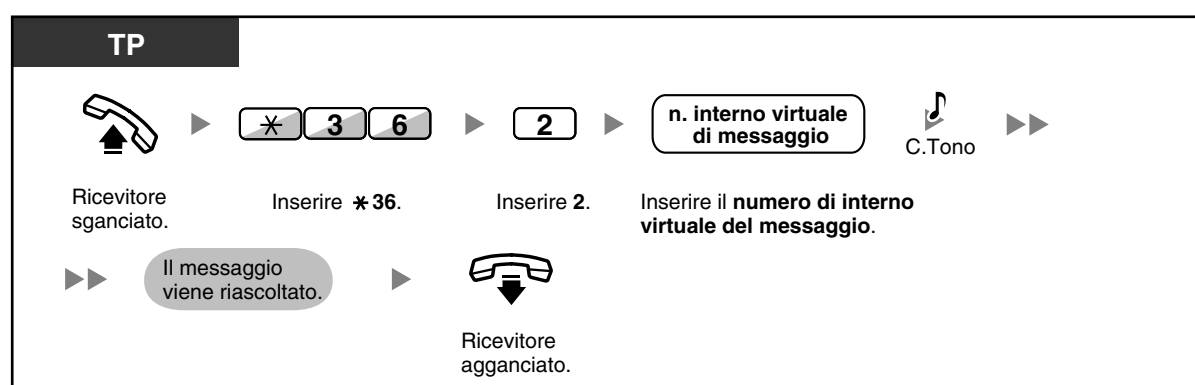 TP
✳ 3 6
2
n. interno virtuale
di messaggio
C.Tono
Ricevitore
sganciato.
Inserire ✳36.
Inserire 2.
Inserire il numero di interno
virtuale del messaggio.
Il messaggio
viene riascoltato.
Ricevitore
agganciato.